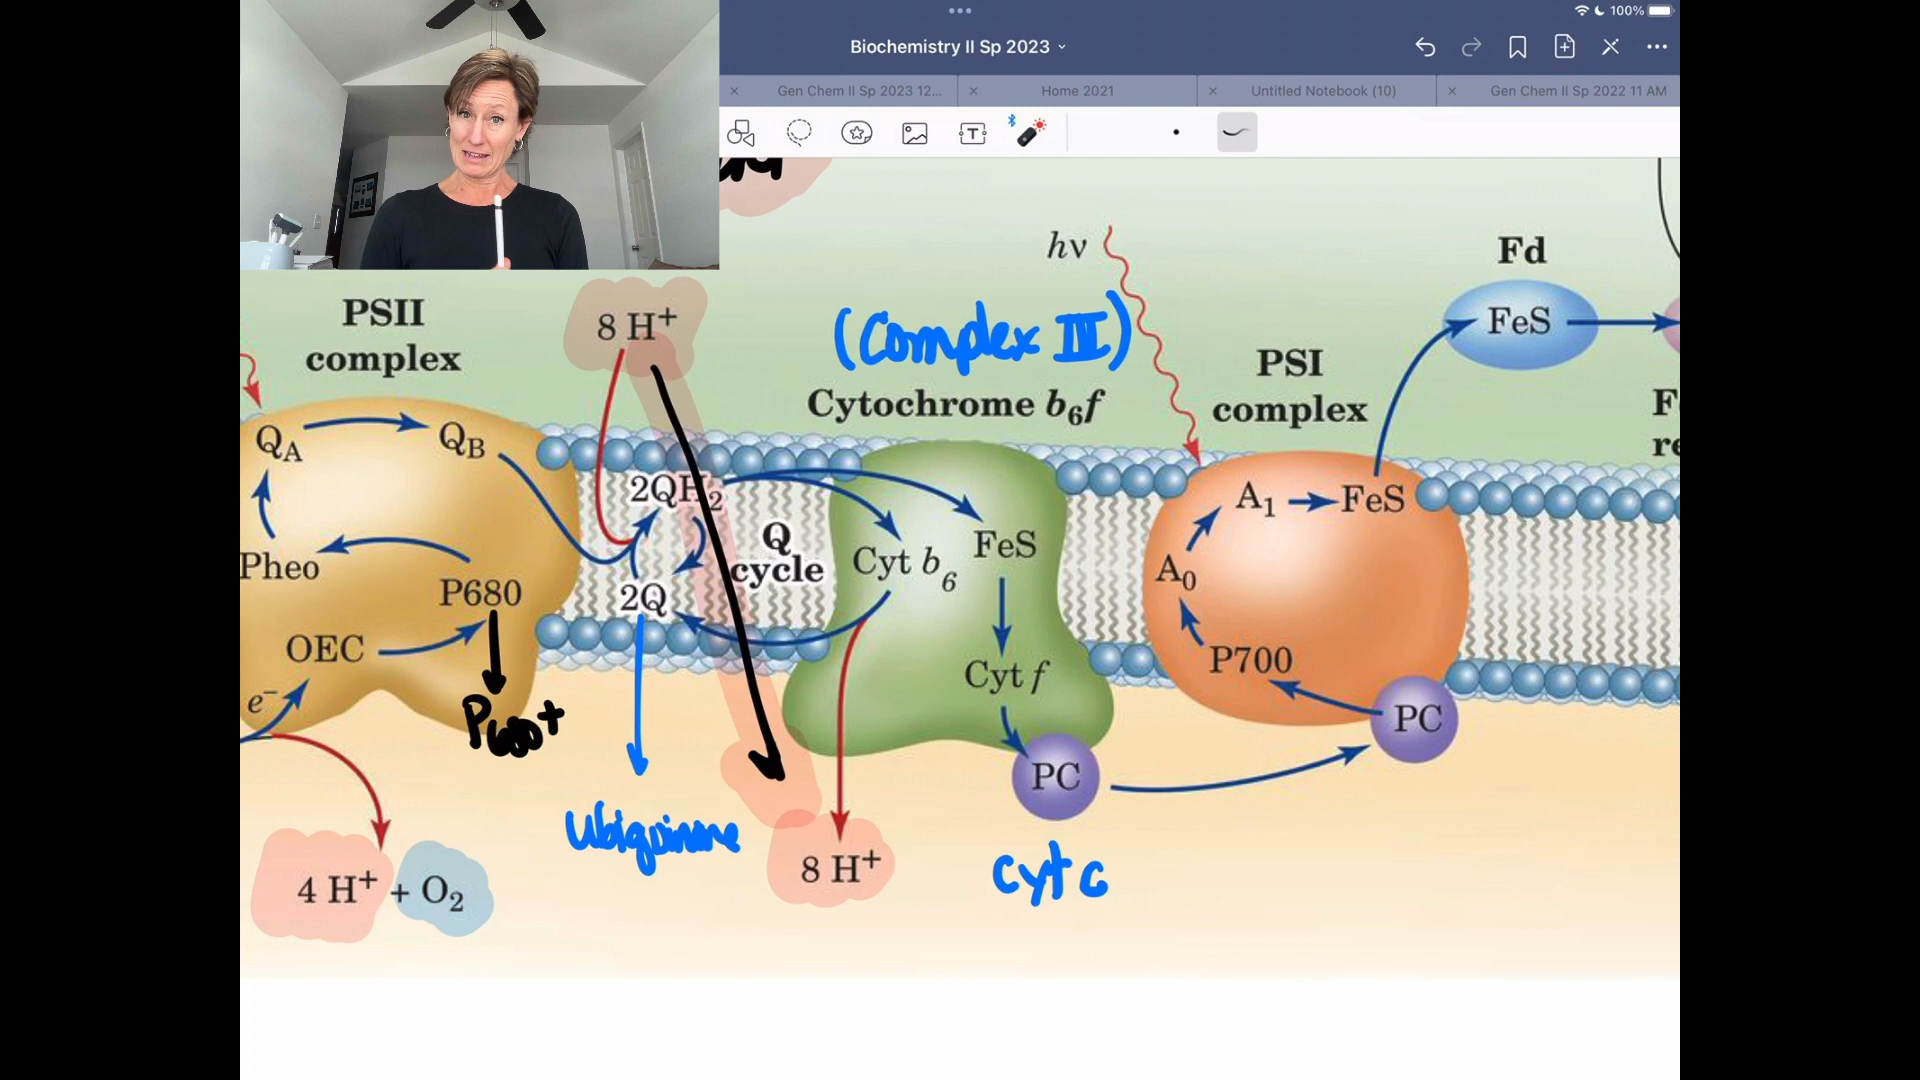 100%
Biochemistry II Sp 2023
Gen Chem II Sp 2023 12...
Home 2021
Untitled Notebook (10)
Gen Chem II Sp 2022 11 AM
T
hν
Fd
FeS
PSII
complex
8 H+
(Complex III)
Cytochrome b6f
PSI
complex
F
re
QA
QB
2QH2
Q
cycle
2Q
Pheo
P680
OEC
e−
P680+
Cyt b6
FeS
Cyt f
PC
A1
FeS
A0
P700
PC
Ubiquinone
4 H+ + O2
8 H+
Cyt c